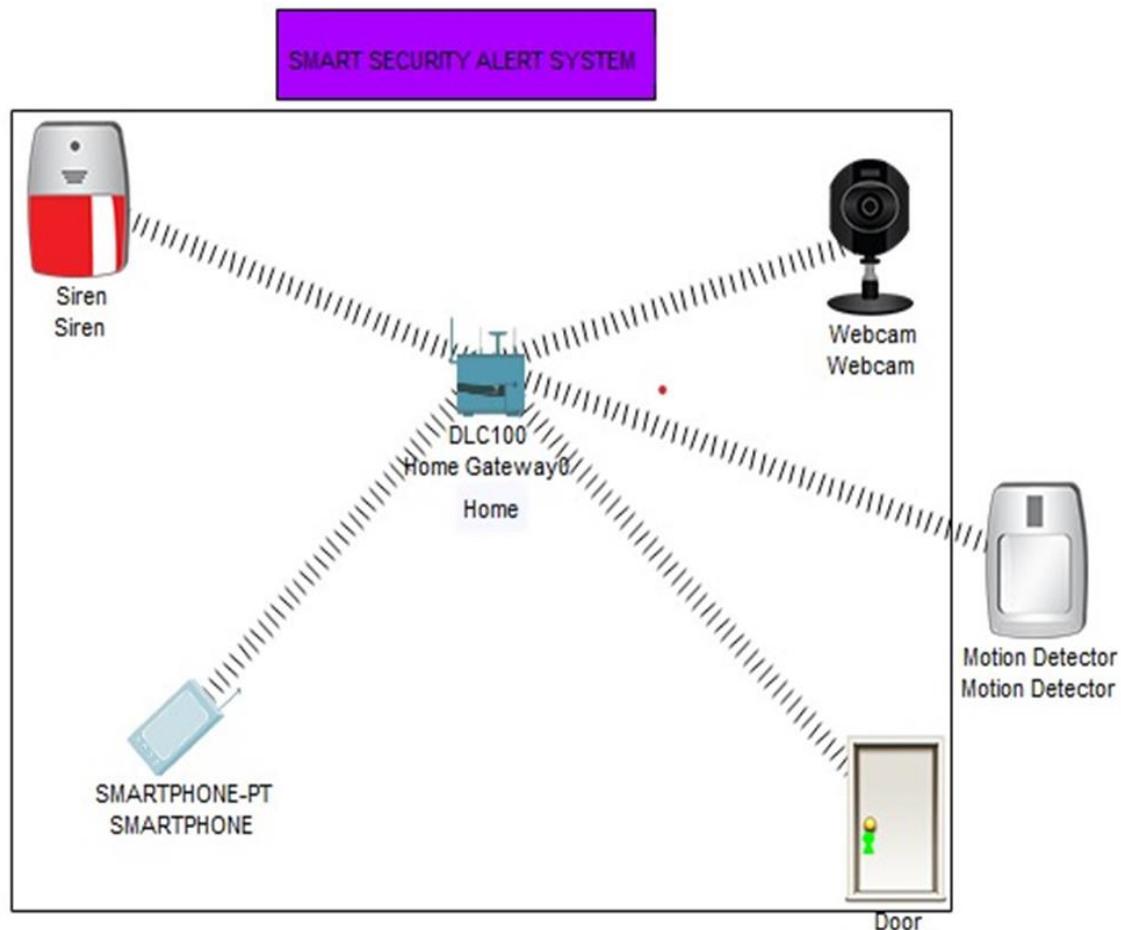 SMART SECURITY ALERT SYSTEM
Siren
Siren
Webcam
Webcam
DLC100
Home Gateway0
Home
Motion Detector
Motion Detector
SMARTPHONE-PT
SMARTPHONE
Door